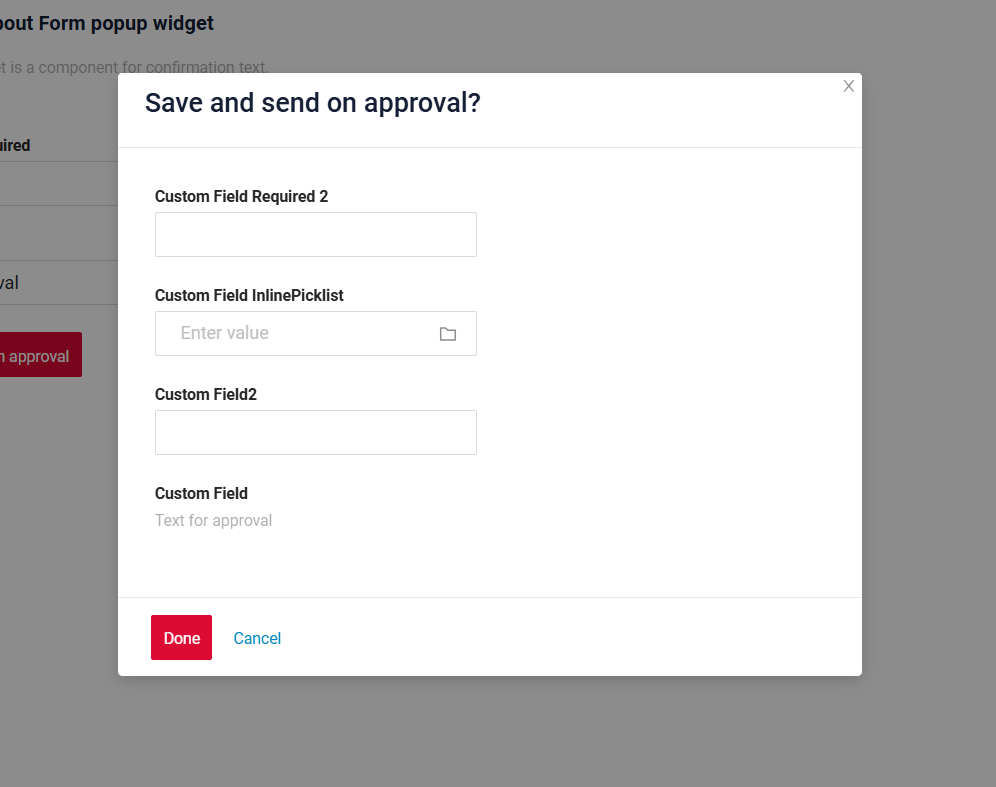 bout Form popup widget
t is a component for confirmation text.
uired
val
n approval
Save and send on approval?
X
Custom Field Required 2
Custom Field InlinePicklist
Enter value
Custom Field2
Custom Field
Text for approval
Done
Cancel